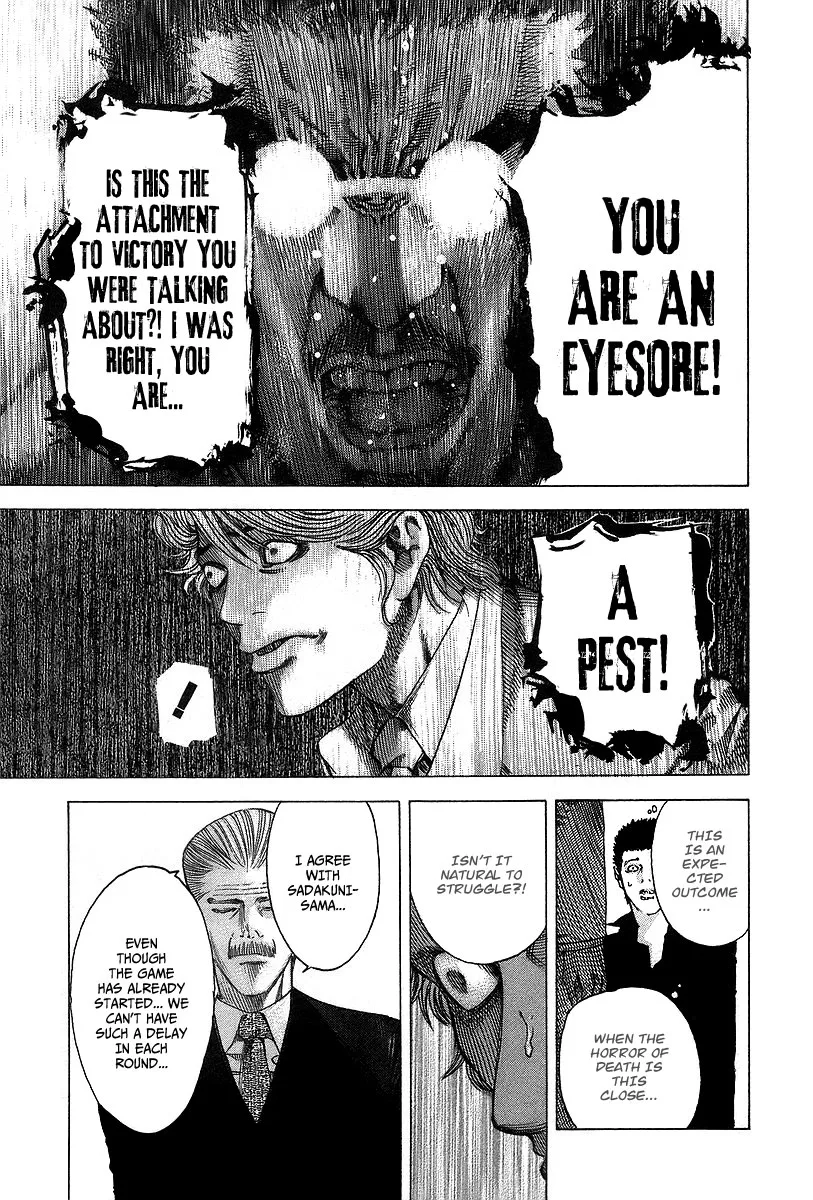 YOU
ARE AN
EYESORE!
IS THIS THE
ATTACHMENT
TO VICTORY YOU
WERE TALKING
ABOUT?! I WAS
RIGHT, YOU
ARE...
A
PEST!
!
THIS
IS AN
EXPE-
CTED
OUTCOME
...
WHEN THE
HORROR OF
DEATH IS
THIS
CLOSE...
ISN'T IT
NATURAL TO
STRUGGLE?!
I AGREE
WITH
SADAKUNI-
SAMA...
EVEN
THOUGH
THE GAME
HAS ALREADY
STARTED... WE
CAN'T HAVE
SUCH A DELAY
IN EACH
ROUND...